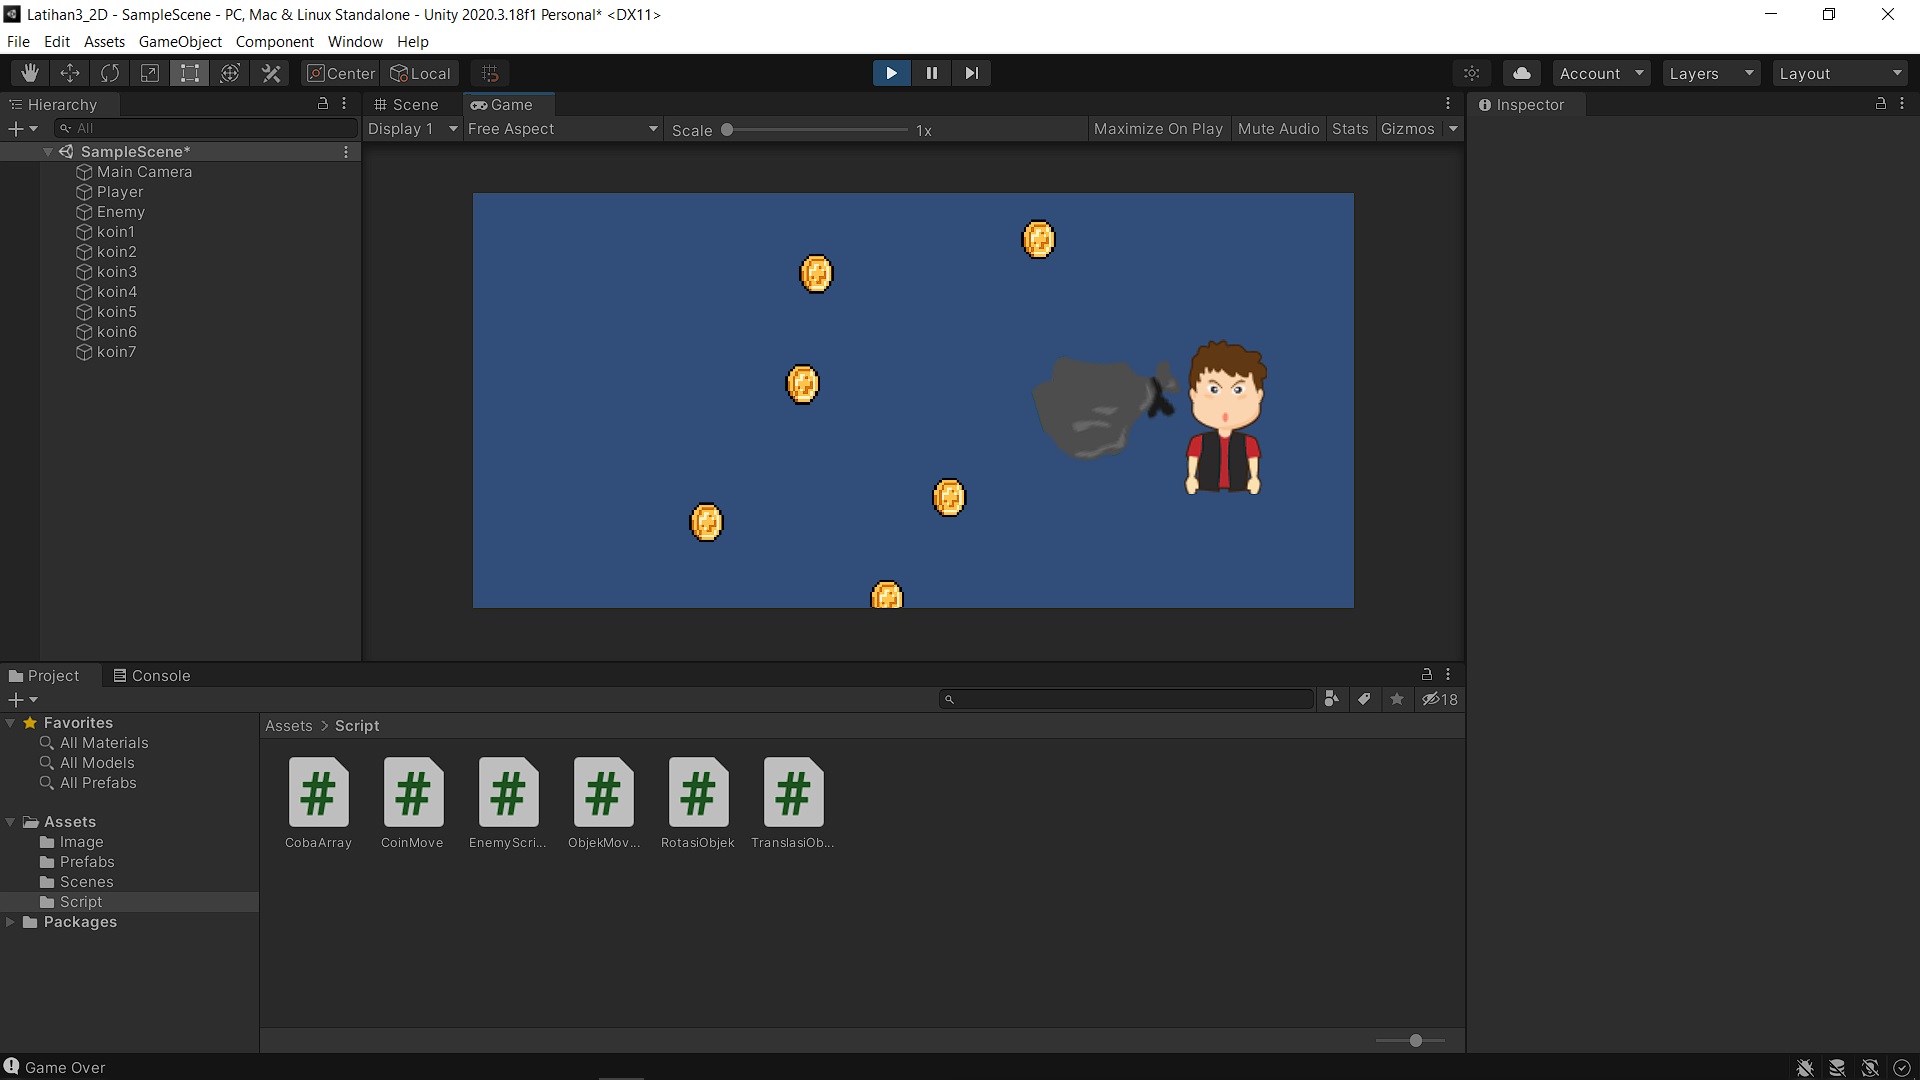 Latihan3_2D - SampleScene - PC, Mac & Linux Standalone - Unity 2020.3.18f1 Personal* <DX11>
File Edit Assets GameObject Component Window Help
Center Local Account Layers Layout
Hierarchy
All
SampleScene*
Main Camera
Player
Enemy
koin1
koin2
koin3
koin4
koin5
koin6
koin7
Scene Game
Display 1 Free Aspect Scale 1x Maximize On Play Mute Audio Stats Gizmos
Inspector
Project Console
18
Favorites
All Materials
All Models
All Prefabs
Assets
Image
Prefabs
Scenes
Script
Packages
Assets > Script
CobaArray CoinMove EnemyScri... ObjekMov... RotasiObjek TranslasiOb...
Game Over